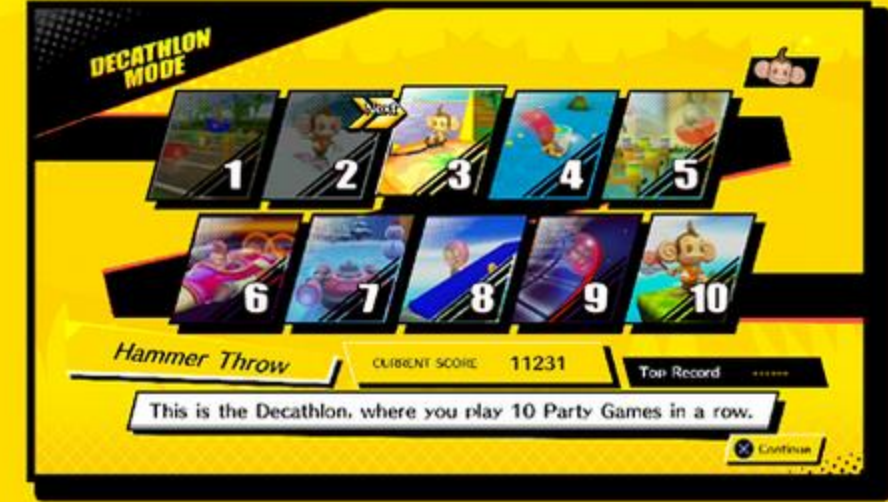 DECATHLON
MODE
Next
1 2 3 4 5
6 7 8 9 10
Hammer Throw
CURRENT SCORE 11231
Top Record ------
This is the Decathlon, where you play 10 Party Games in a row.
Continue